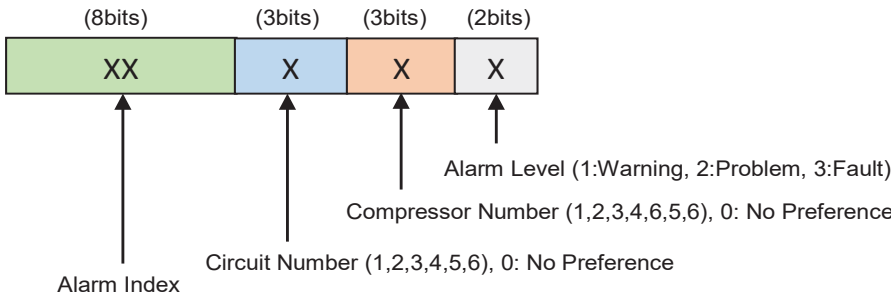 (8bits) (3bits) (3bits) (2bits)
XX X X X
Alarm Level (1:Warning, 2:Problem, 3:Fault)
Compressor Number (1,2,3,4,6,5,6), 0: No Preference
Circuit Number (1,2,3,4,5,6), 0: No Preference
Alarm Index